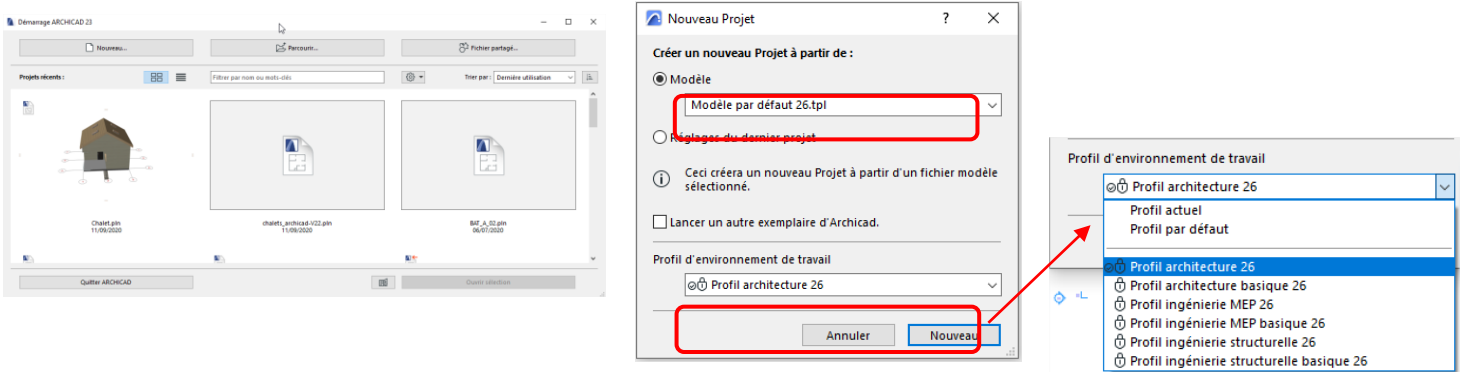 Démarrage ARCHICAD 23
Nouveau...
Parcourir...
Fichier partagé...
Projets récents :
Filtrer par nom ou mots-clés
Trier par : Dernière utilisation
Chalet.pln
11/09/2020
chalets_archicad-V22.pln
11/09/2020
BAT_A_02.pln
06/07/2020
Quitter ARCHICAD
Ouvrir sélection
Nouveau Projet
Créer un nouveau Projet à partir de :
Modèle
Modèle par défaut 26.tpl
Réglages du dernier projet
Ceci créera un nouveau Projet à partir d'un fichier modèle
sélectionné.
Lancer un autre exemplaire d'Archicad.
Profil d'environnement de travail
Profil architecture 26
Annuler
Nouveau
Profil d'environnement de travail
Profil architecture 26
Profil actuel
Profil par défaut
Profil architecture 26
Profil architecture basique 26
Profil ingénierie MEP 26
Profil ingénierie MEP basique 26
Profil ingénierie structurelle 26
Profil ingénierie structurelle basique 26